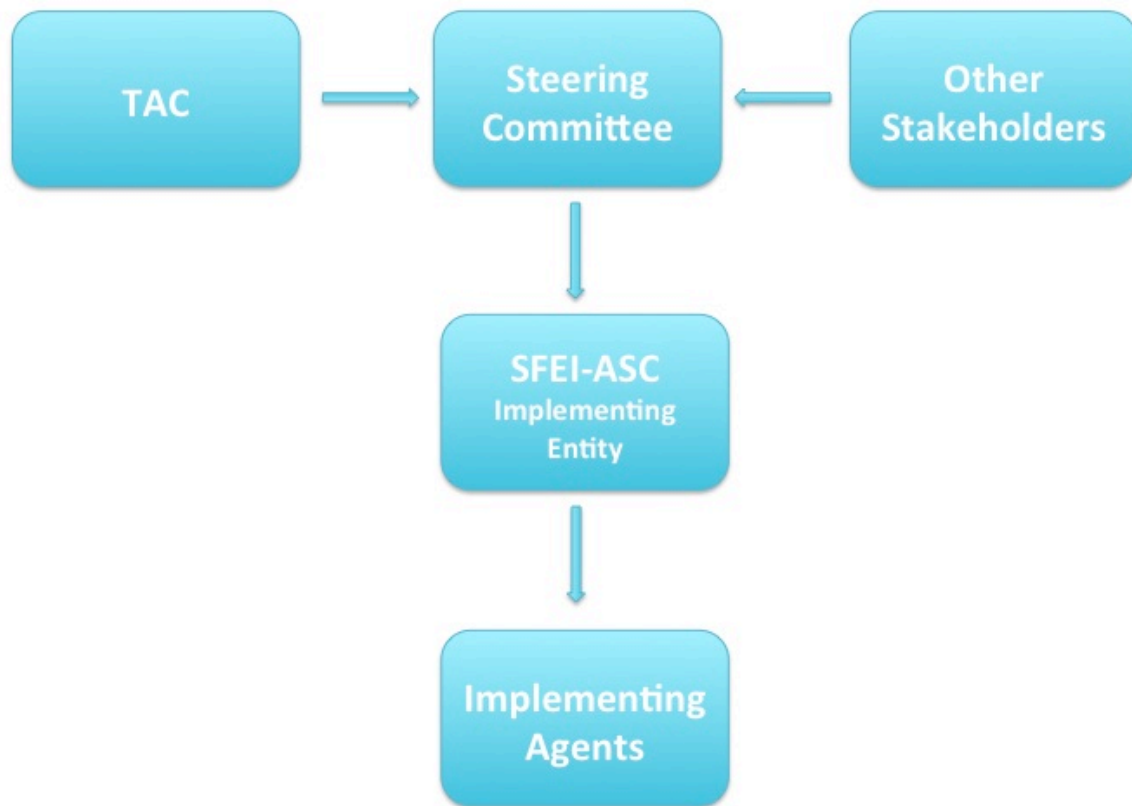 TAC
Steering
Committee
Other
Stakeholders
SFEI-ASC
Implementing
Entity
Implementing
Agents